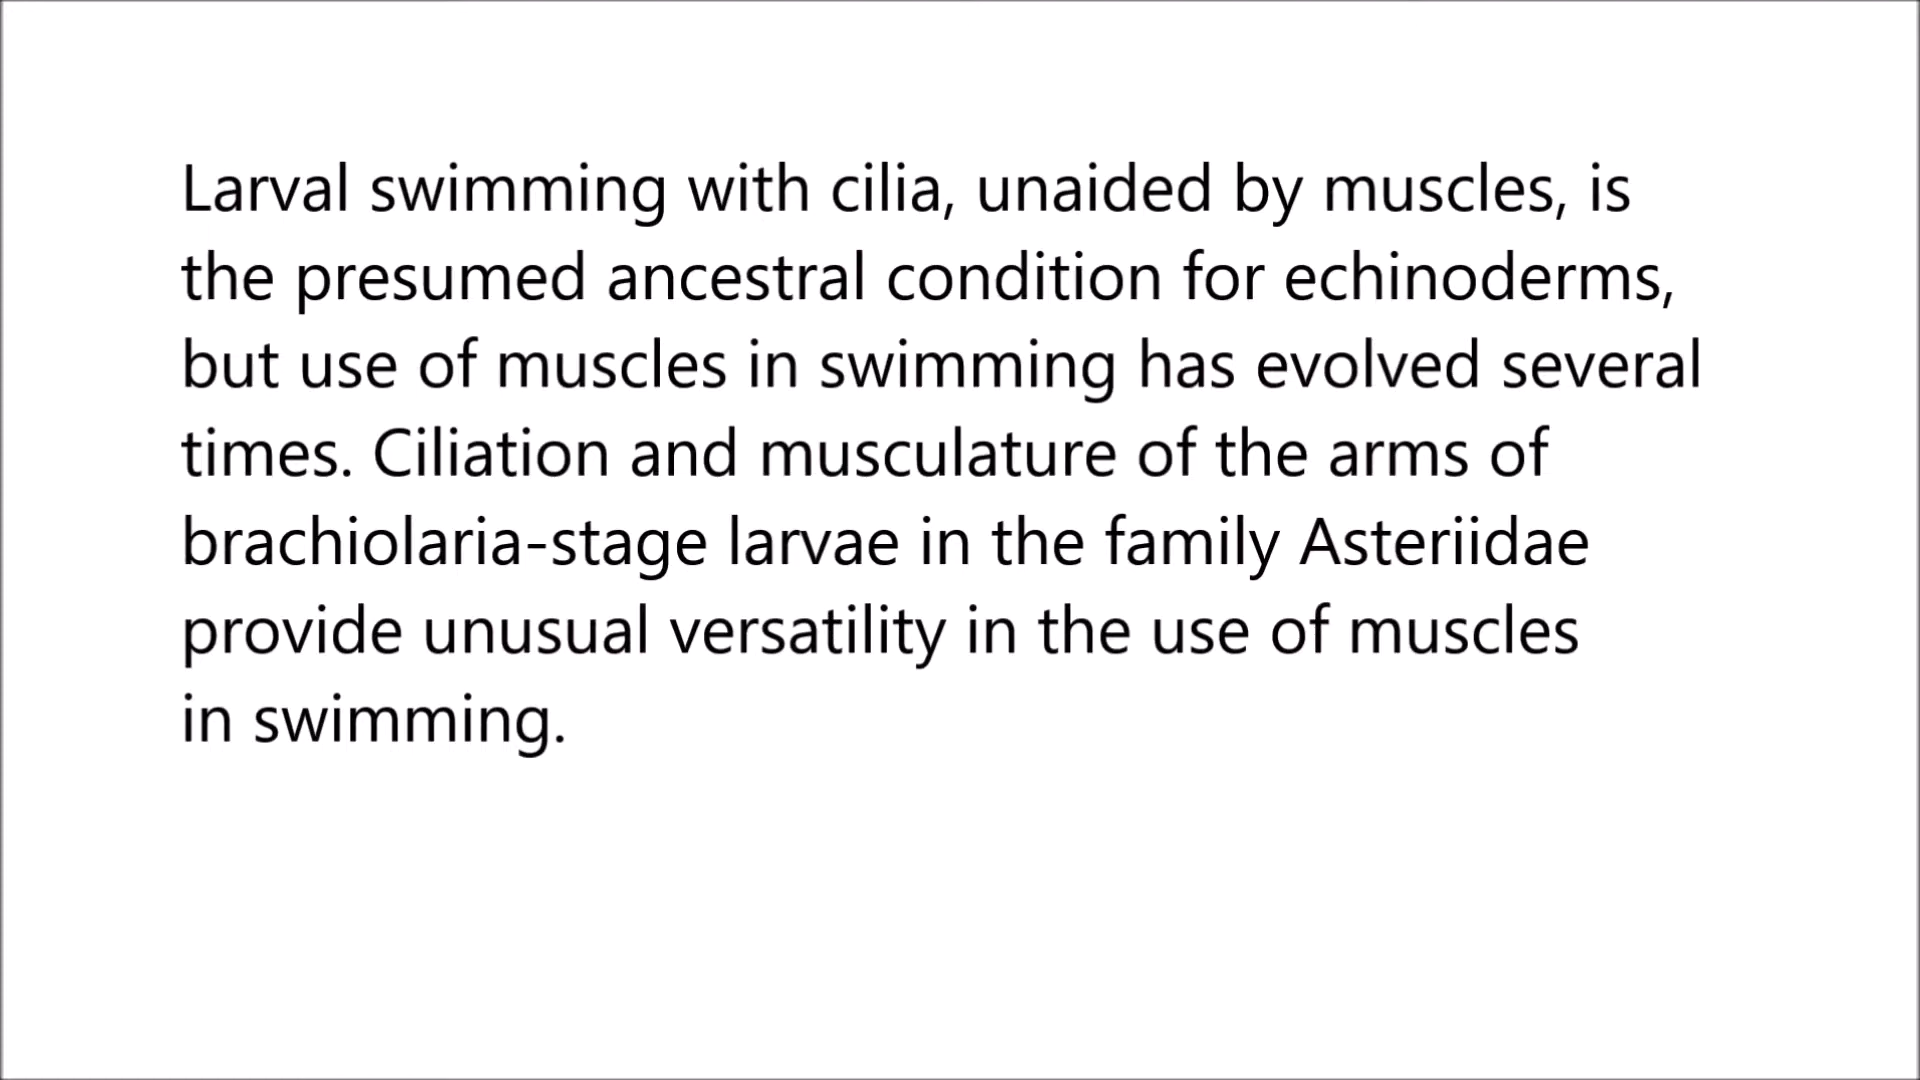 Larval swimming with cilia, unaided by muscles, is
the presumed ancestral condition for echinoderms,
but use of muscles in swimming has evolved several
times. Ciliation and musculature of the arms of
brachiolaria-stage larvae in the family Asteriidae
provide unusual versatility in the use of muscles
in swimming.